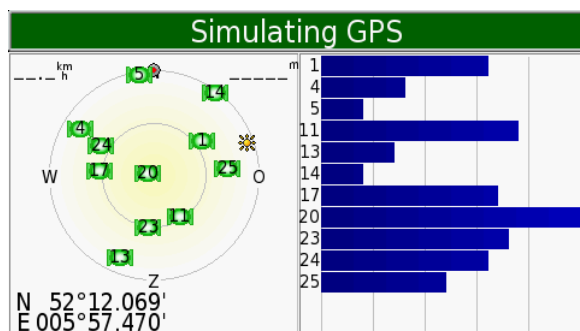 Simulating GPS
--.- km/h
-----m
5
14
4
1
24
17
20
25
W
O
11
23
13
Z
N 52°12.069'
E 005°57.470'
1
4
5
11
13
14
17
20
23
24
25